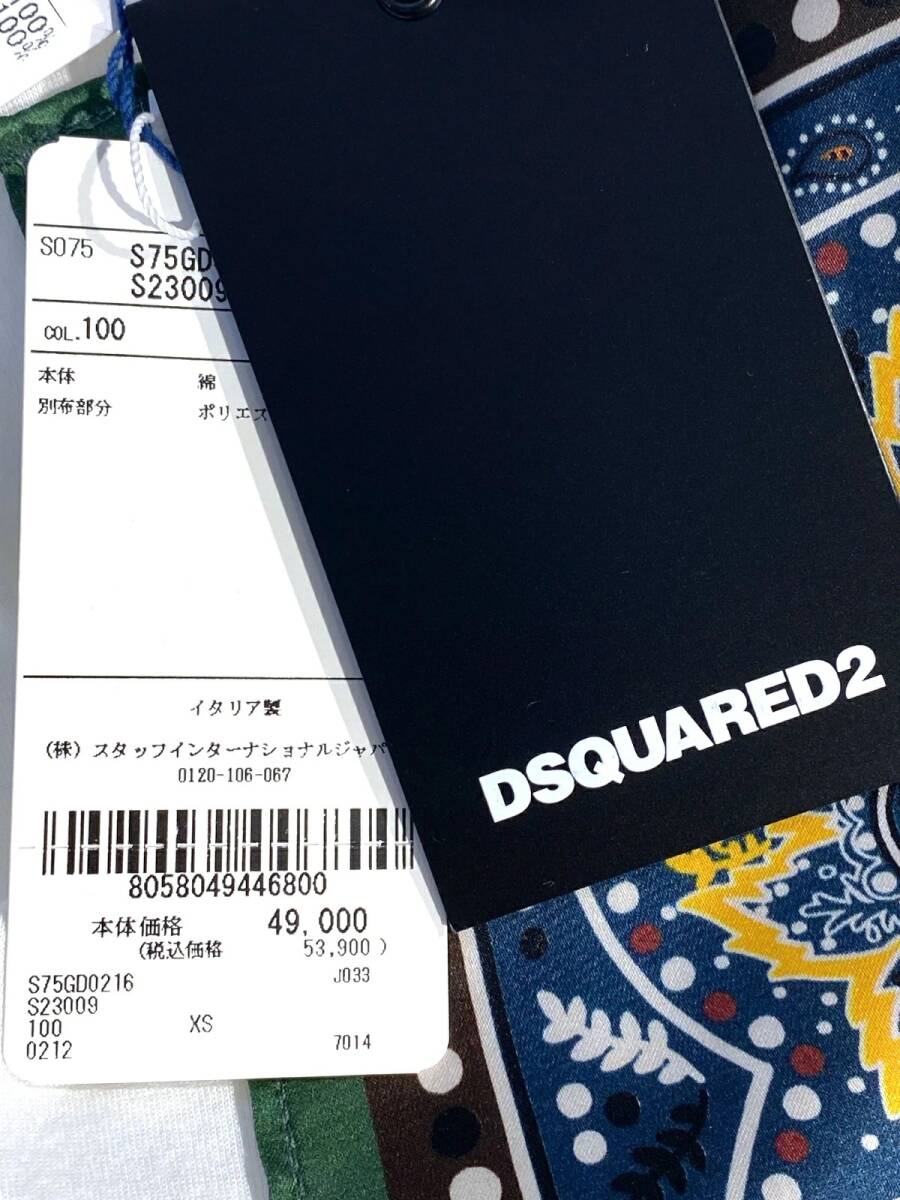 100%
100%
S075
S75GD
S23009
COL.100
本体 綿
別布部分 ポリエス
イタリア製
(株)スタッフインターナショナルジャパ
0120-106-067
8058049446800
本体価格 49,000
(税込価格 53,900)
S75GD0216 J033
S23009
100 XS
0212 7014
DSQUARED2